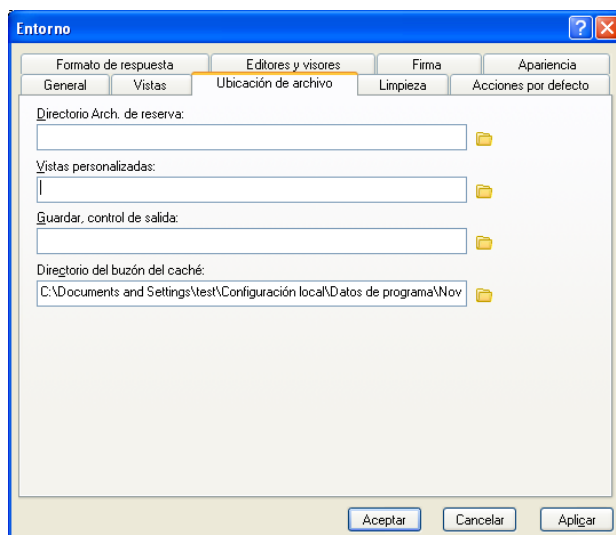 Entorno
Formato de respuesta Editores y visores Firma Apariencia
General Vistas Ubicación de archivo Limpieza Acciones por defecto
Directorio Arch. de reserva:
Vistas personalizadas:
Guardar, control de salida:
Directorio del buzón del caché:
C:\Documents and Settings\test\Configuración local\Datos de programa\Nov
Aceptar Cancelar Aplicar